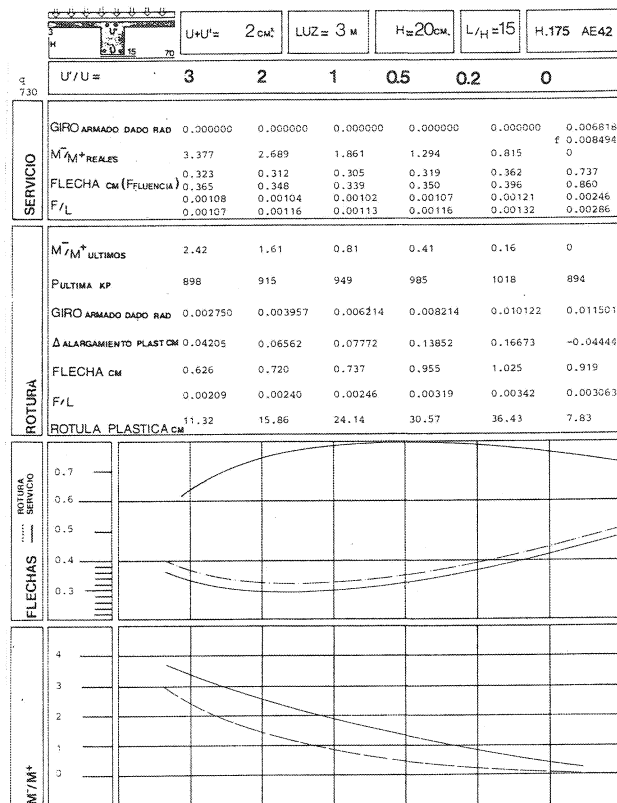 U+U'= 2 CM² LUZ = 3 M H=20CM. L/H=15 H.175 AE42
3 U'
H U 15 70
q 730 U'/U = 3 2 1 0.5 0.2 0
SERVICIO
GIRO ARMADO DADO RAD 0.000000 0.000000 0.000000 0.000000 0.000000 0.006818
f 0.008494
M⁻/M⁺ REALES 3.377 2.689 1.861 1.294 0.815 0
0.323 0.312 0.305 0.319 0.362 0.737
FLECHA CM (F FLUENCIA) 0.365 0.348 0.339 0.350 0.396 0.860
0.00108 0.00104 0.00102 0.00107 0.00121 0.00246
F/L 0.00107 0.00116 0.00113 0.00116 0.00132 0.00286
ROTURA
M⁻/M⁺ ULTIMOS 2.42 1.61 0.81 0.41 0.16 0
P ULTIMA KP 898 915 949 985 1018 894
GIRO ARMADO DADO RAD 0.002750 0.003957 0.006214 0.008214 0.010122 0.011501
Δ ALARGAMIENTO PLAST CM 0.04205 0.06562 0.07772 0.13852 0.16673 -0.04444
FLECHA CM 0.626 0.720 0.737 0.955 1.025 0.919
F/L 0.00209 0.00240 0.00246 0.00319 0.00342 0.003063
ROTULA PLASTICA CM 11.32 15.86 24.14 30.57 36.43 7.83
FLECHAS
ROTURA
SERVICIO
0.7
0.6
0.5
0.4
0.3
M⁻/M⁺
4
3
2
1
0